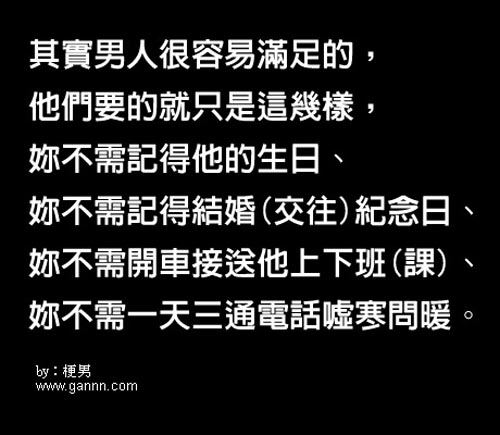 其實男人很容易滿足的，
他們要的就只是這幾樣，
妳不需記得他的生日、
妳不需記得結婚(交往)紀念日、
妳不需開車接送他上下班(課)、
妳不需一天三通電話噓寒問暖。
by：梗男
www.gannn.com